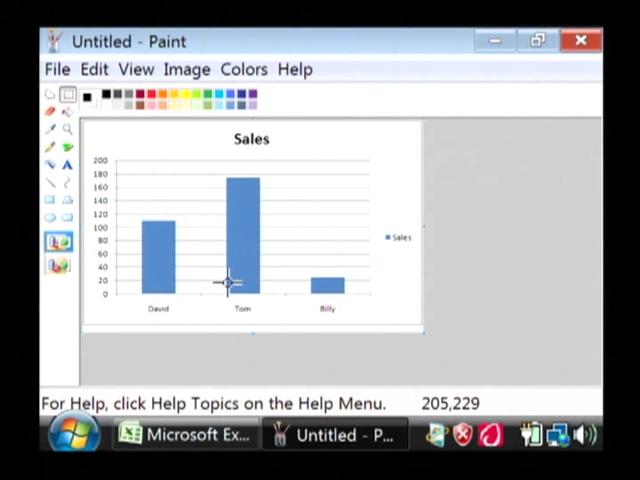 Untitled - Paint
File Edit View Image Colors Help
Sales
200
180
160
140
120
100
80
60
40
20
0
Sales
David Tom Billy
For Help, click Help Topics on the Help Menu. 205,229
Microsoft Ex... Untitled - P...